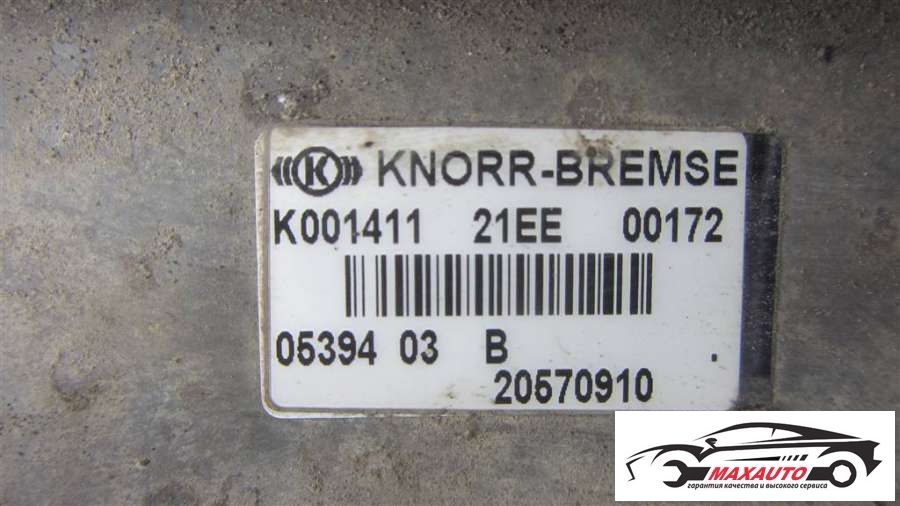 K KNORR-BREMSE
K001411 21EE 00172
05394 03 B .
20570910
MAXAUTO
гарантия качества и высокого сервиса